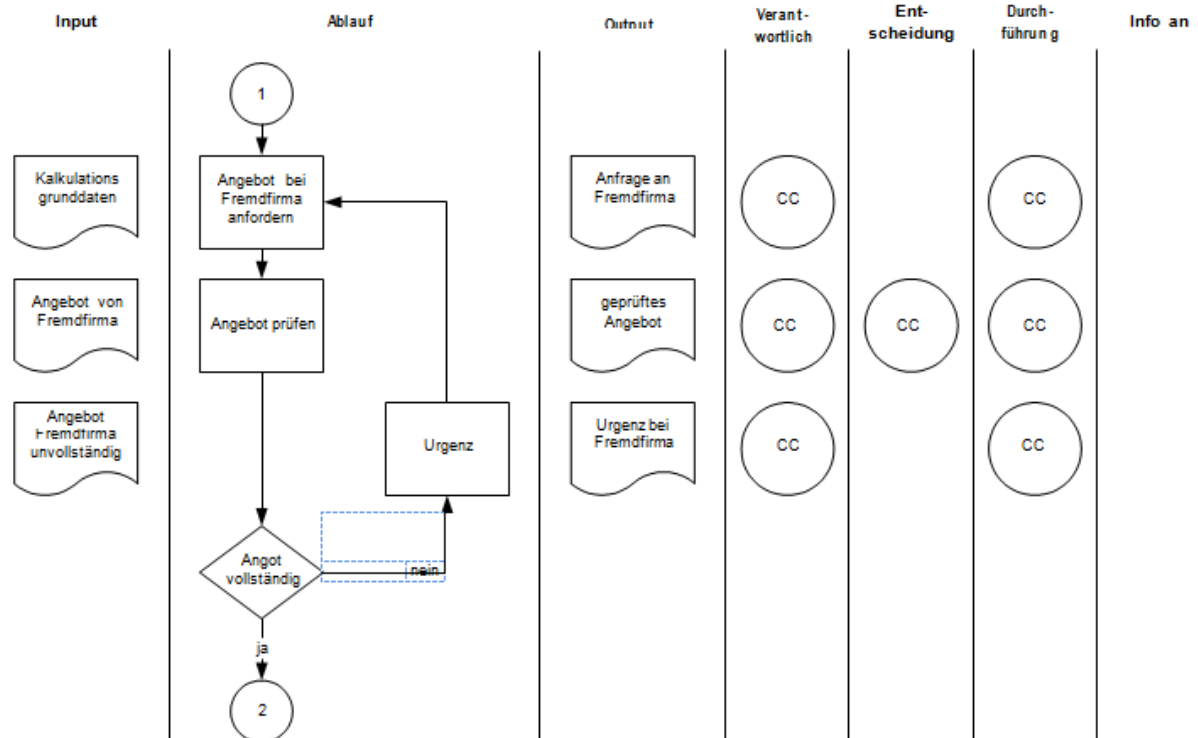 Input
Ablauf
Output
Verant-
wortlich
Ent-
scheidung
Durch-
führung
Info an
1
Kalkulations
grunddaten
Angebot bei
Fremdfirma
anfordern
Anfrage an
Fremdfirma
CC
CC
Angebot von
Fremdfirma
Angebot prüfen
geprüftes
Angebot
CC
CC
CC
Angebot
Fremdfirma
unvollständig
Urgenz
Urgenz bei
Fremdfirma
CC
CC
Angot
vollständig
nein
ja
2